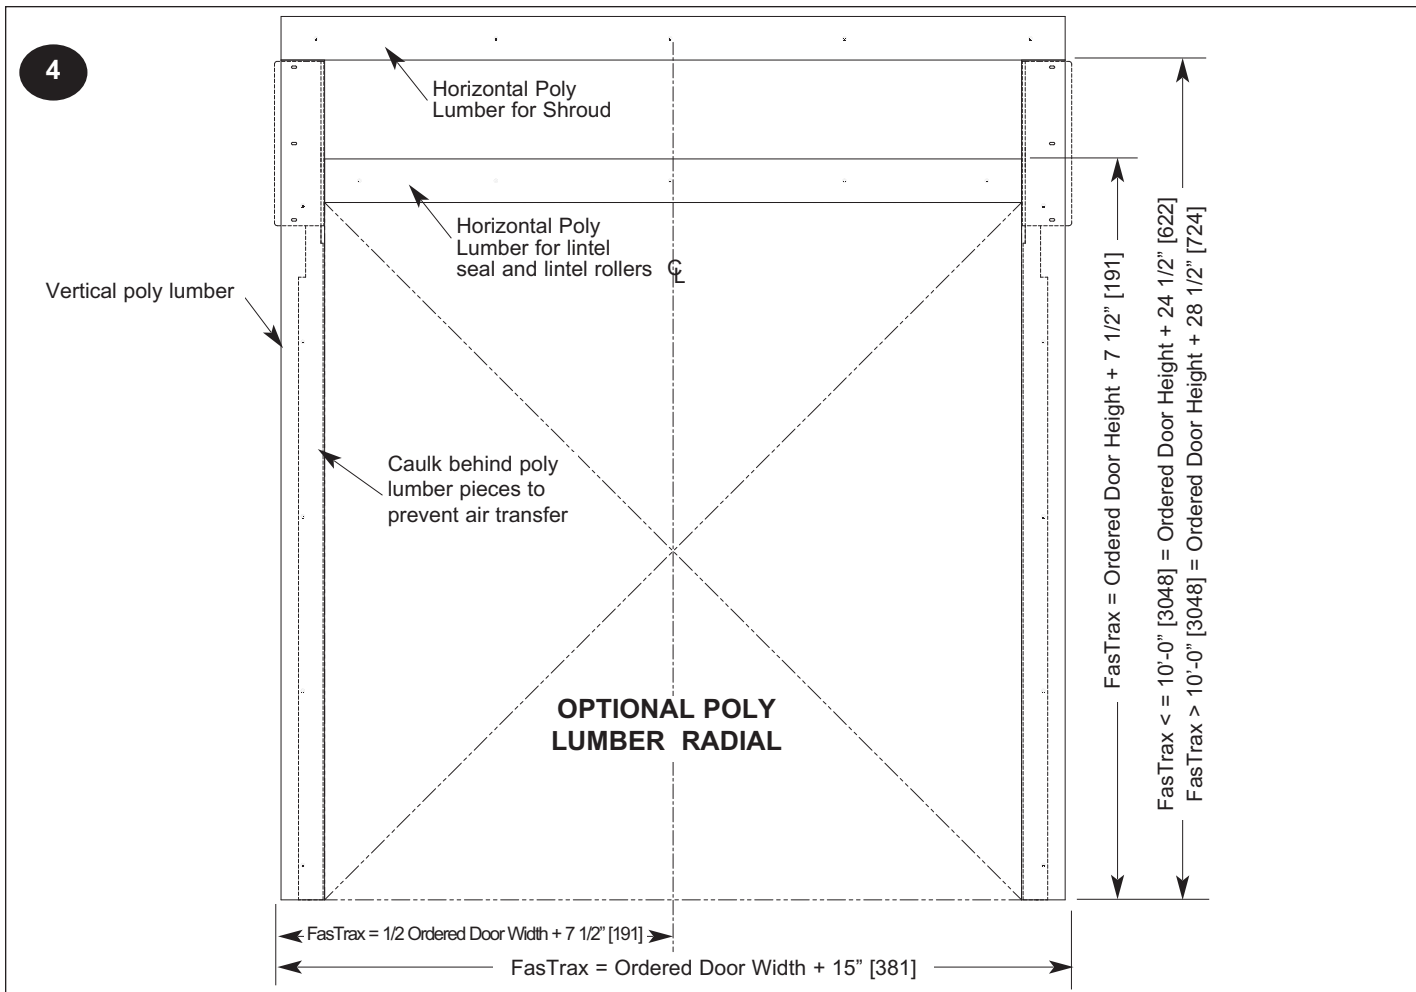 4
Horizontal Poly
Lumber for Shroud
Horizontal Poly
Lumber for lintel
seal and lintel rollers
CL
Vertical poly lumber
Caulk behind poly
lumber pieces to
prevent air transfer
OPTIONAL POLY
LUMBER RADIAL
FasTrax = Ordered Door Height + 7 1/2” [191]
FasTrax < = 10’-0” [3048] = Ordered Door Height + 24 1/2” [622]
FasTrax > 10’-0” [3048] = Ordered Door Height + 28 1/2” [724]
FasTrax = 1/2 Ordered Door Width + 7 1/2” [191]
FasTrax = Ordered Door Width + 15” [381]